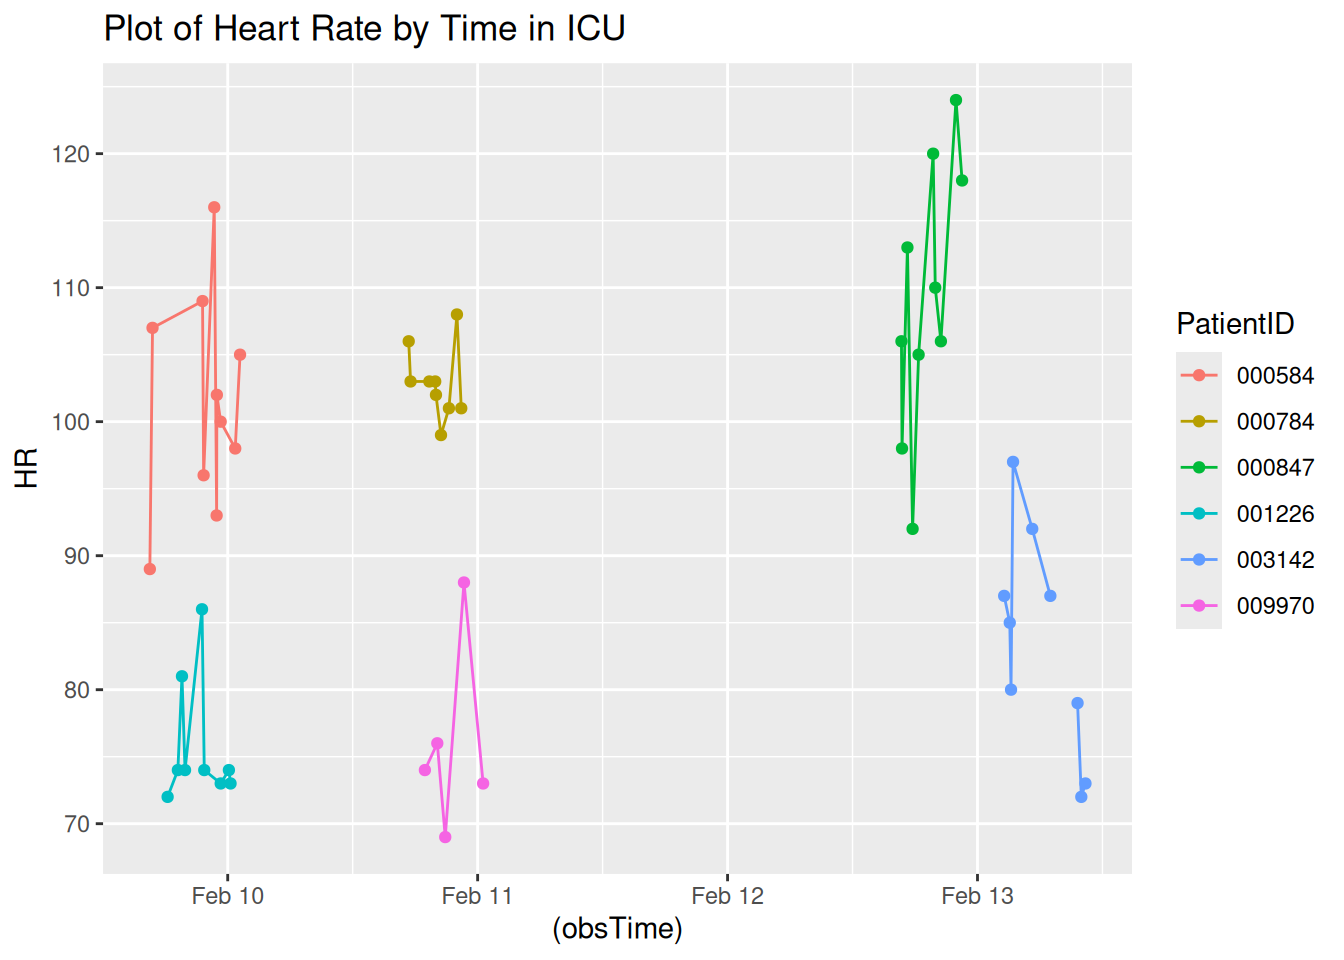 Plot of Heart Rate by Time in ICU
120
110
100
90
80
70
HR
Feb 10
Feb 11
Feb 12
Feb 13
(obsTime)
PatientID
000584
000784
000847
001226
003142
009970